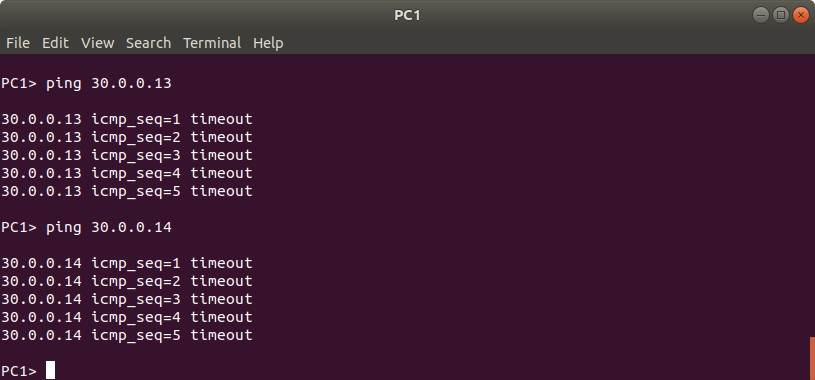 PC1
File Edit View Search Terminal Help
PC1> ping 30.0.0.13
30.0.0.13 icmp_seq=1 timeout
30.0.0.13 icmp_seq=2 timeout
30.0.0.13 icmp_seq=3 timeout
30.0.0.13 icmp_seq=4 timeout
30.0.0.13 icmp_seq=5 timeout
PC1> ping 30.0.0.14
30.0.0.14 icmp_seq=1 timeout
30.0.0.14 icmp_seq=2 timeout
30.0.0.14 icmp_seq=3 timeout
30.0.0.14 icmp_seq=4 timeout
30.0.0.14 icmp_seq=5 timeout
PC1>